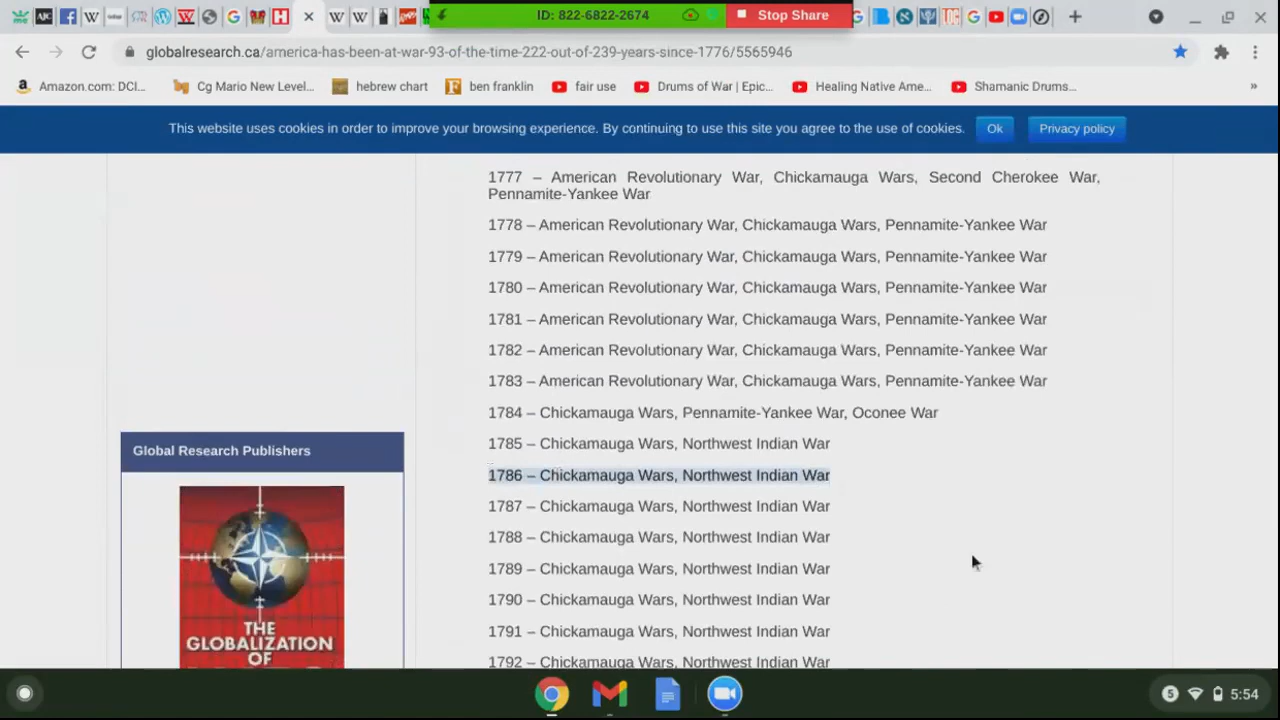 ID: 822-6822-2674
Stop Share
globalresearch.ca/america-has-been-at-war-93-of-the-time-222-out-of-239-years-since-1776/5565946
Amazon.com: DCI...
Cg Mario New Level...
hebrew chart
ben franklin
fair use
Drums of War | Epic...
Healing Native Ame...
Shamanic Drums...
»
This website uses cookies in order to improve your browsing experience. By continuing to use this site you agree to the use of cookies.
Ok
Privacy policy
1777 – American Revolutionary War, Chickamauga Wars, Second Cherokee War,
Pennamite-Yankee War
1778 – American Revolutionary War, Chickamauga Wars, Pennamite-Yankee War
1779 – American Revolutionary War, Chickamauga Wars, Pennamite-Yankee War
1780 – American Revolutionary War, Chickamauga Wars, Pennamite-Yankee War
1781 – American Revolutionary War, Chickamauga Wars, Pennamite-Yankee War
1782 – American Revolutionary War, Chickamauga Wars, Pennamite-Yankee War
1783 – American Revolutionary War, Chickamauga Wars, Pennamite-Yankee War
1784 – Chickamauga Wars, Pennamite-Yankee War, Oconee War
1785 – Chickamauga Wars, Northwest Indian War
1786 – Chickamauga Wars, Northwest Indian War
1787 – Chickamauga Wars, Northwest Indian War
1788 – Chickamauga Wars, Northwest Indian War
1789 – Chickamauga Wars, Northwest Indian War
1790 – Chickamauga Wars, Northwest Indian War
1791 – Chickamauga Wars, Northwest Indian War
1792 – Chickamauga Wars, Northwest Indian War
Global Research Publishers
THE
GLOBALIZATION
OF
5
5:54